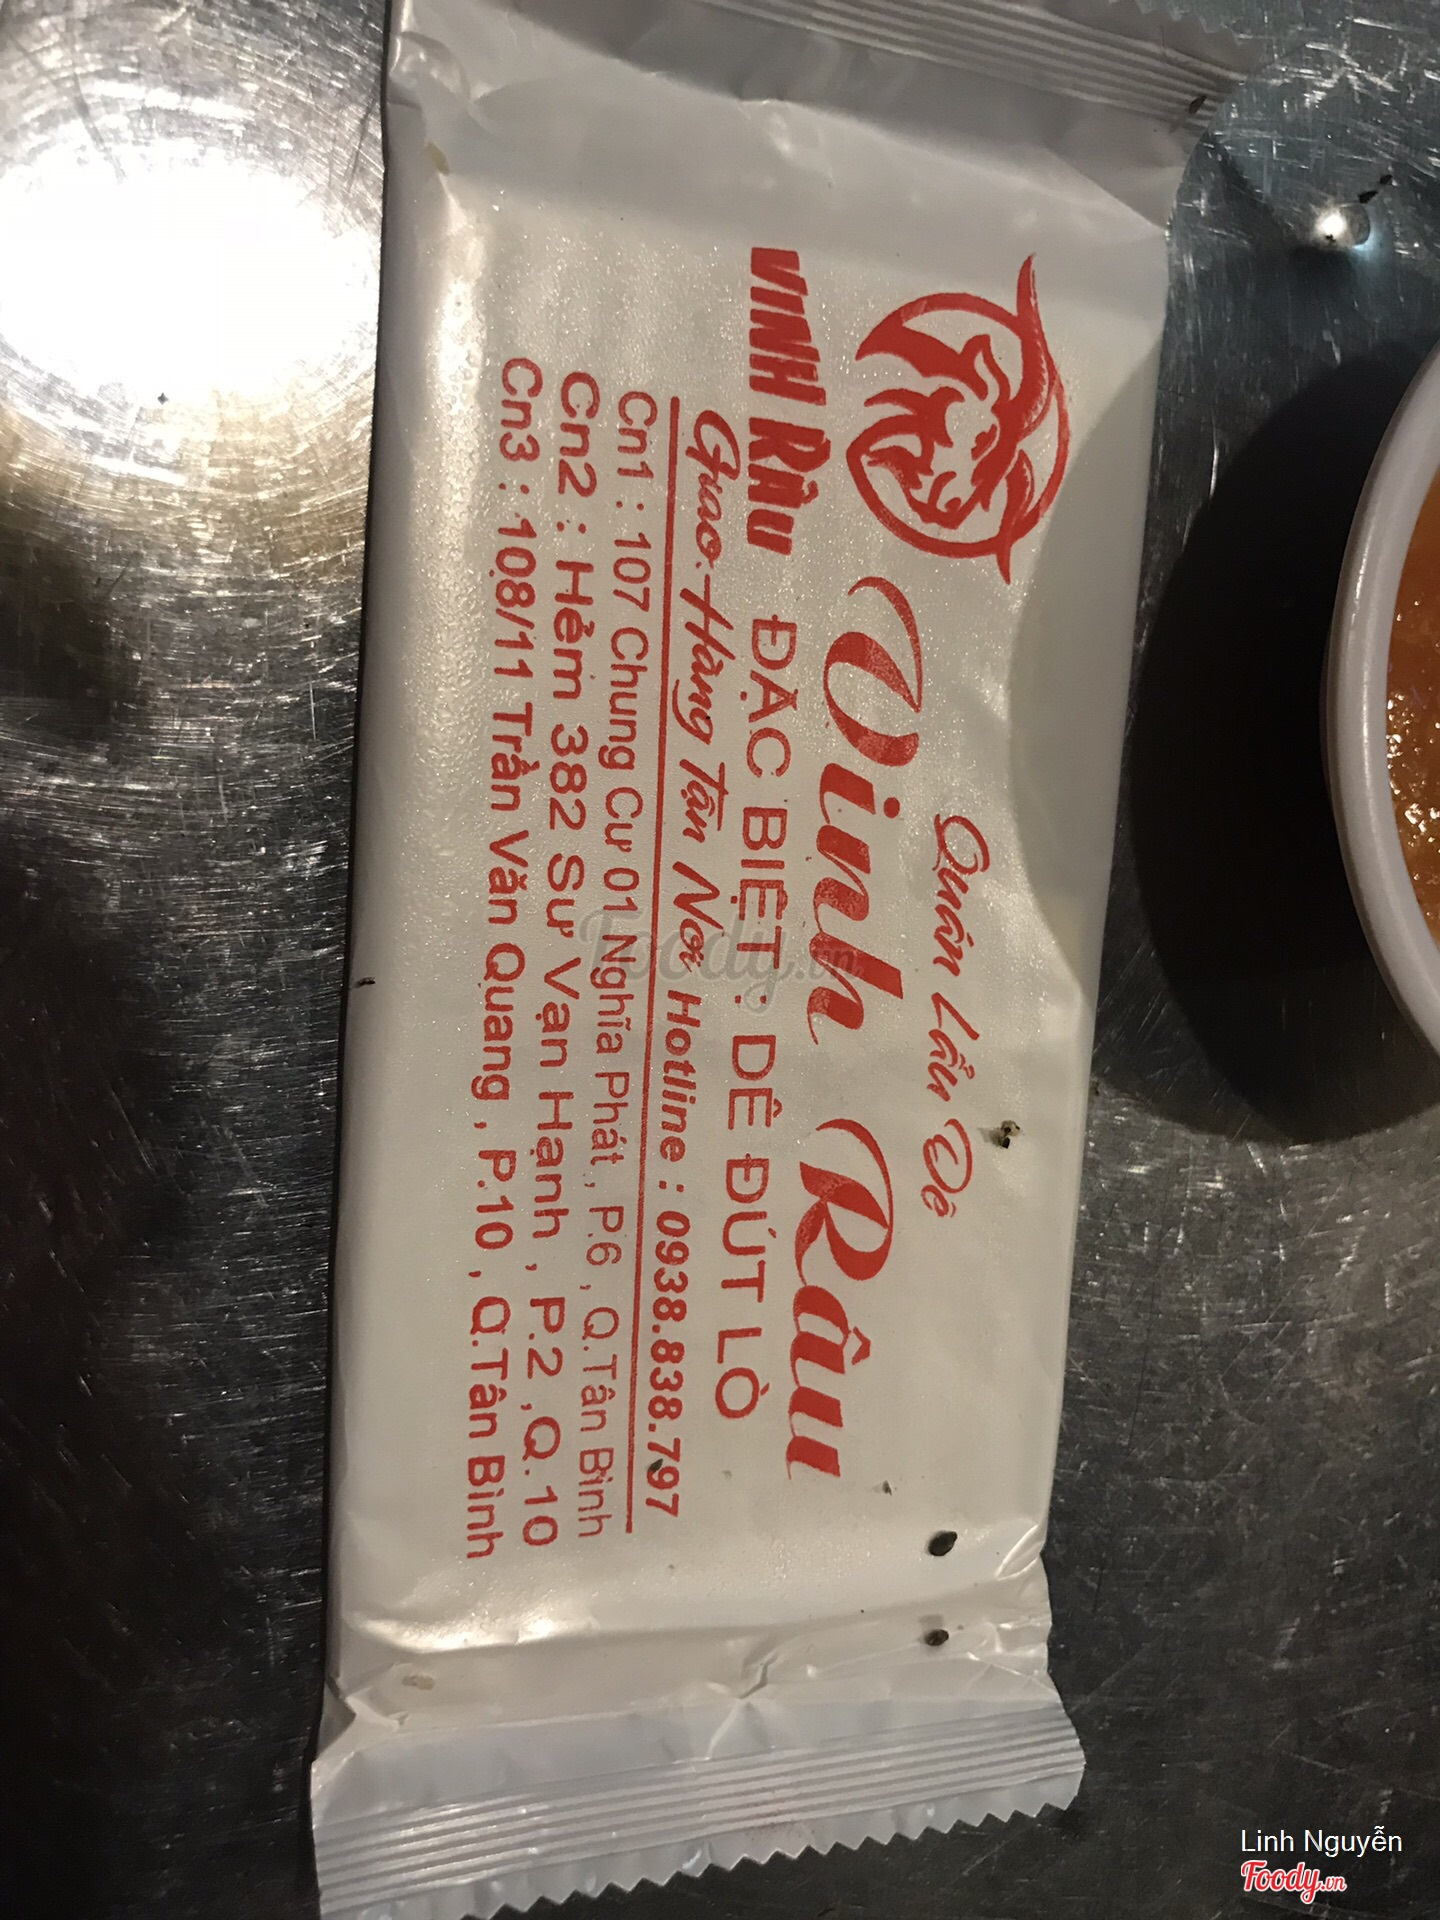 Quán Lẩu Dê
Vinh Râu
VINH RÂU
ĐẶC BIỆT : DÊ ĐÚT LÒ
Giao Hàng Tận Nơi Hotline : 0938.838.797
Cn1 : 107 Chung Cư 01 Nghĩa Phát, P.6 , Q.Tân Bình
Cn2 : Hẻm 382 Sư Vạn Hạnh , P.2 ,Q.10
Cn3 : 108/11 Trần Văn Quang , P.10 , Q.Tân Bình
Foody.vn
Linh Nguyễn
Foody.vn